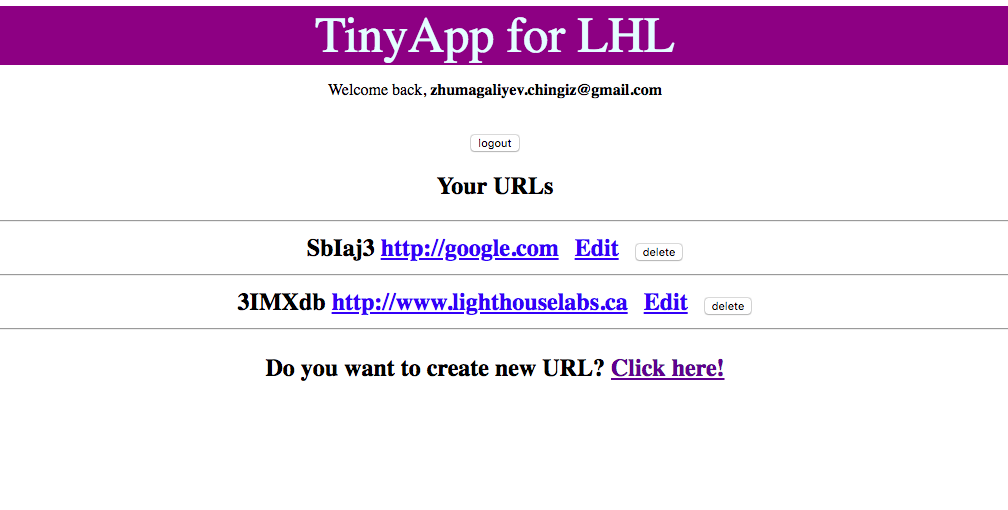 TinyApp for LHL
Welcome back, zhumagaliyev.chingiz@gmail.com
logout
Your URLs
SbIaj3 http://google.com Edit delete
3IMXdb http://www.lighthouselabs.ca Edit delete
Do you want to create new URL? Click here!